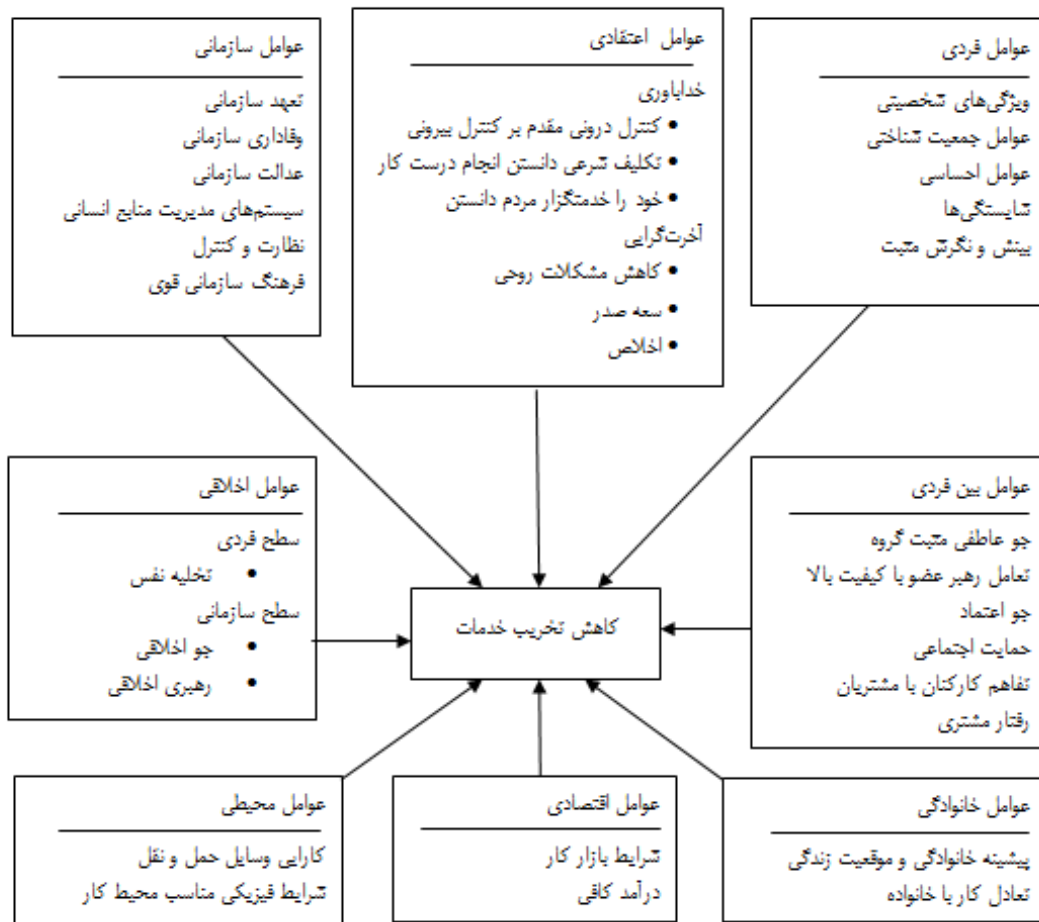 عوامل فردی
ویژگی‌های شخصیتی
عوامل جمعیت شناختی
عوامل احساسی
شایستگی‌ها
بینش و نگرش مثبت
عوامل اعتقادی
خداباوری
• کنترل درونی مقدم بر کنترل بیرونی
• تکلیف شرعی دانستن انجام درست کار
• خود را خدمتگزار مردم دانستن
آخرت‌گرایی
• کاهش مشکلات روحی
• سعه صدر
• اخلاص
عوامل سازمانی
تعهد سازمانی
وفاداری سازمانی
عدالت سازمانی
سیستم‌های مدیریت منابع انسانی
نظارت و کنترل
فرهنگ سازمانی قوی
عوامل بین فردی
جو عاطفی مثبت گروه
تعامل رهبر عضو با کیفیت بالا
جو اعتماد
حمایت اجتماعی
تفاهم کارکنان با مشتریان
رفتار مشتری
کاهش تخریب خدمات
عوامل اخلاقی
سطح فردی
• تخلیه نفس
سطح سازمانی
• جو اخلاقی
• رهبری اخلاقی
عوامل خانوادگی
پیشینه خانوادگی و موقعیت زندگی
تعادل کار با خانواده
عوامل اقتصادی
شرایط بازار کار
درآمد کافی
عوامل محیطی
کارایی وسایل حمل و نقل
شرایط فیزیکی مناسب محیط کار